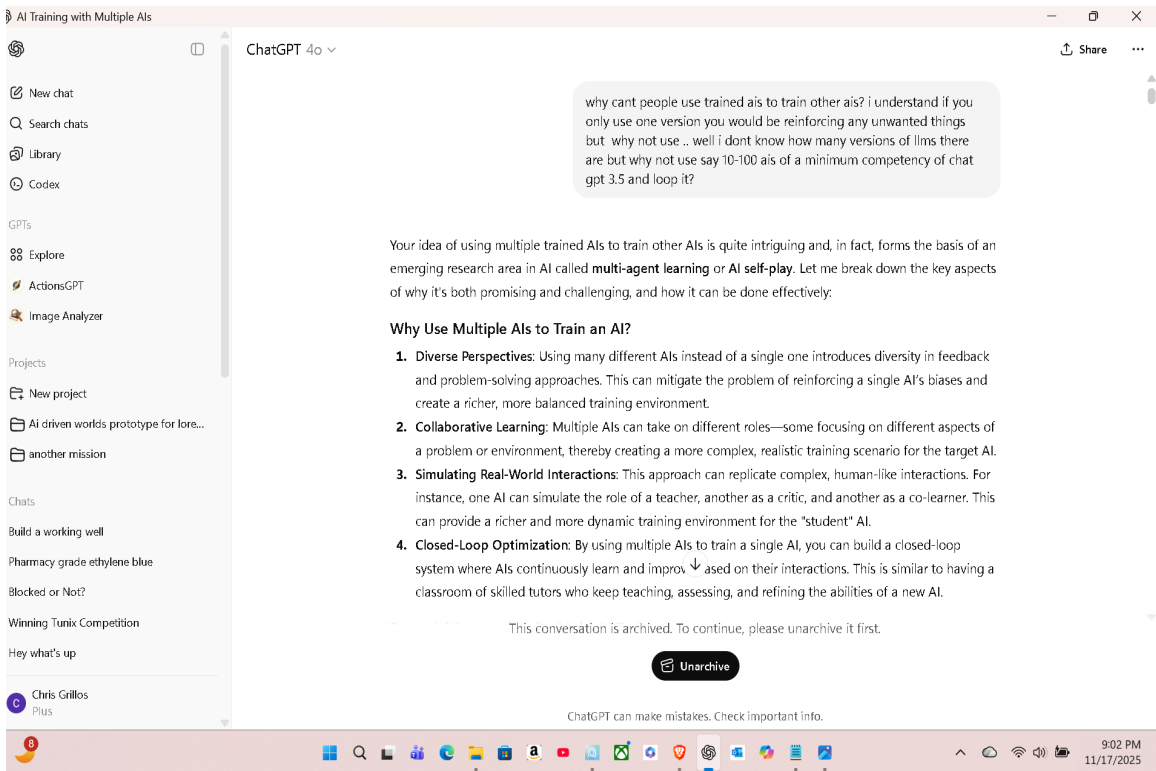 AI Training with Multiple AIs
ChatGPT 4o
Share
New chat
Search chats
Library
Codex
GPTs
Explore
ActionsGPT
Image Analyzer
Projects
New project
Ai driven worlds prototype for lore...
another mission
Chats
Build a working well
Pharmacy grade ethylene blue
Blocked or Not?
Winning Tunix Competition
Hey what's up
C
Chris Grillos
Plus
why cant people use trained ais to train other ais? i understand if you
only use one version you would be reinforcing any unwanted things
but why not use .. well i dont know how many versions of llms there
are but why not use say 10-100 ais of a minimum competency of chat
gpt 3.5 and loop it?
Your idea of using multiple trained AIs to train other AIs is quite intriguing and, in fact, forms the basis of an
emerging research area in AI called multi-agent learning or AI self-play. Let me break down the key aspects
of why it's both promising and challenging, and how it can be done effectively:
Why Use Multiple AIs to Train an AI?
1. Diverse Perspectives: Using many different AIs instead of a single one introduces diversity in feedback
and problem-solving approaches. This can mitigate the problem of reinforcing a single AI's biases and
create a richer, more balanced training environment.
2. Collaborative Learning: Multiple AIs can take on different roles—some focusing on different aspects of
a problem or environment, thereby creating a more complex, realistic training scenario for the target AI.
3. Simulating Real-World Interactions: This approach can replicate complex, human-like interactions. For
instance, one AI can simulate the role of a teacher, another as a critic, and another as a co-learner. This
can provide a richer and more dynamic training environment for the "student" AI.
4. Closed-Loop Optimization: By using multiple AIs to train a single AI, you can build a closed-loop
system where AIs continuously learn and improv ased on their interactions. This is similar to having a
classroom of skilled tutors who keep teaching, assessing, and refining the abilities of a new AI.
This conversation is archived. To continue, please unarchive it first.
Unarchive
ChatGPT can make mistakes. Check important info.
8
a
9:02 PM
11/17/2025